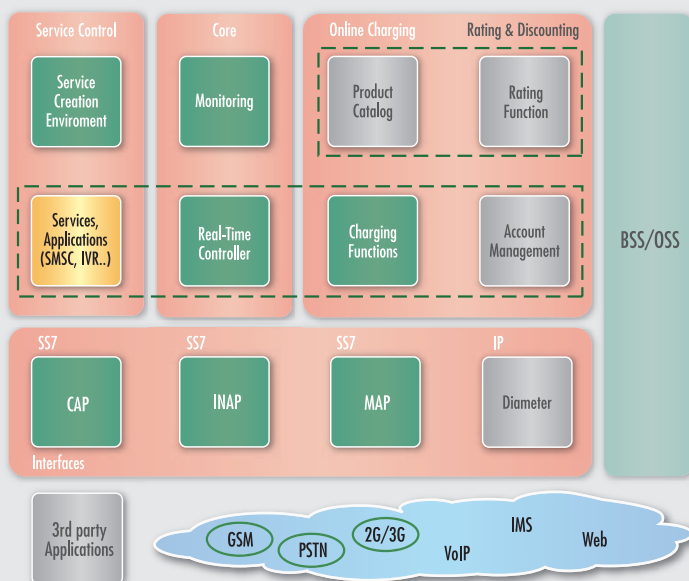 Service Control
Core
Online Charging
Rating & Discounting
Service
Creation
Enviroment
Monitoring
Product
Catalog
Rating
Function
Services,
Applications
(SMSC, IVR..)
Real-Time
Controller
Charging
Functions
Account
Management
BSS/OSS
SS7
SS7
SS7
IP
CAP
INAP
MAP
Diameter
Interfaces
3rd party
Applications
GSM
PSTN
2G/3G
VoIP
IMS
Web